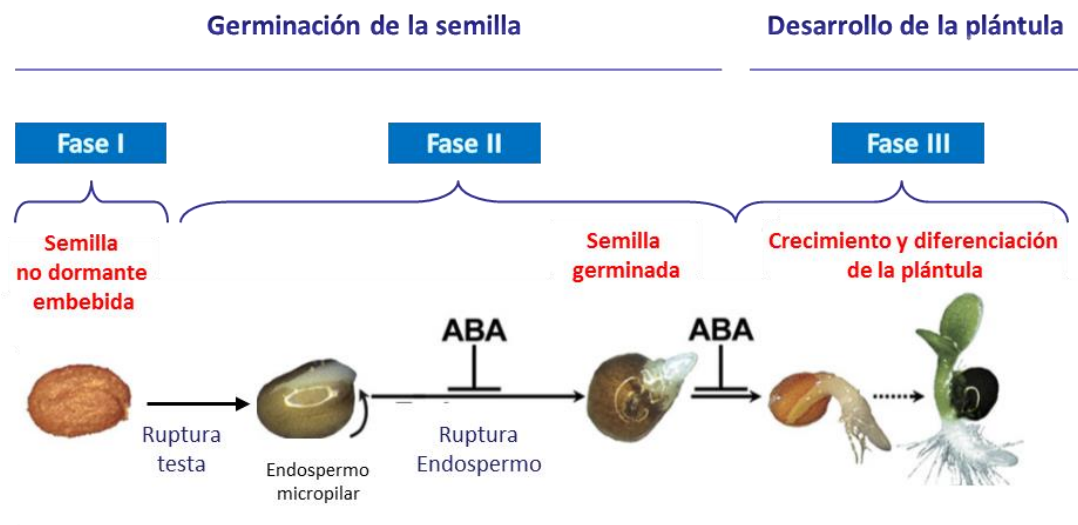 Germinación de la semilla
Desarrollo de la plántula
Fase I
Fase II
Fase III
Semilla
no dormante
embebida
Semilla
germinada
Crecimiento y diferenciación
de la plántula
ABA
ABA
Ruptura
testa
Endospermo
micropilar
Ruptura
Endospermo